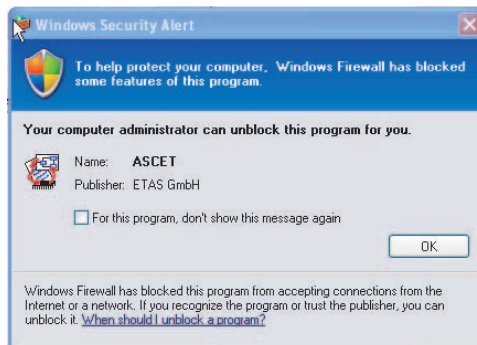 Windows Security Alert
To help protect your computer, Windows Firewall has blocked
some features of this program.
Your computer administrator can unblock this program for you.
Name: ASCET
Publisher: ETAS GmbH
For this program, don't show this message again
OK
Windows Firewall has blocked this program from accepting connections from the
Internet or a network. If you recognize the program or trust the publisher, you can
unblock it. When should I unblock a program?